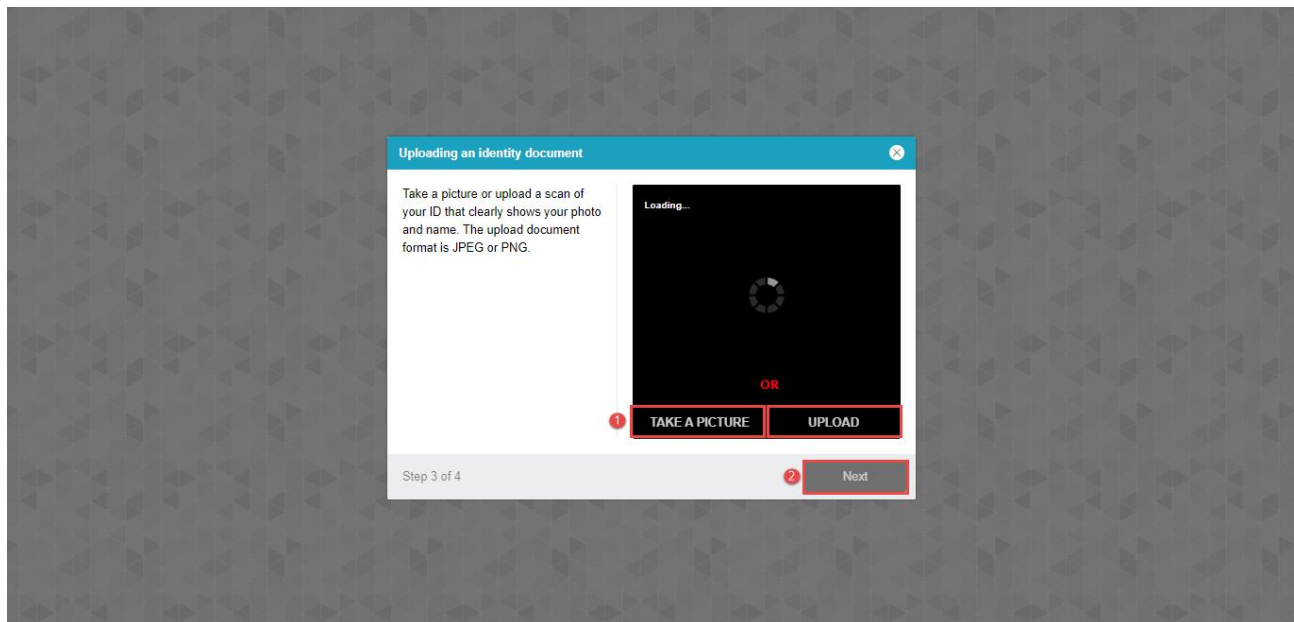 Uploading an identity document
Take a picture or upload a scan of
your ID that clearly shows your photo
and name. The upload document
format is JPEG or PNG.
Loading...
OR
1 TAKE A PICTURE UPLOAD
Step 3 of 4 2 Next